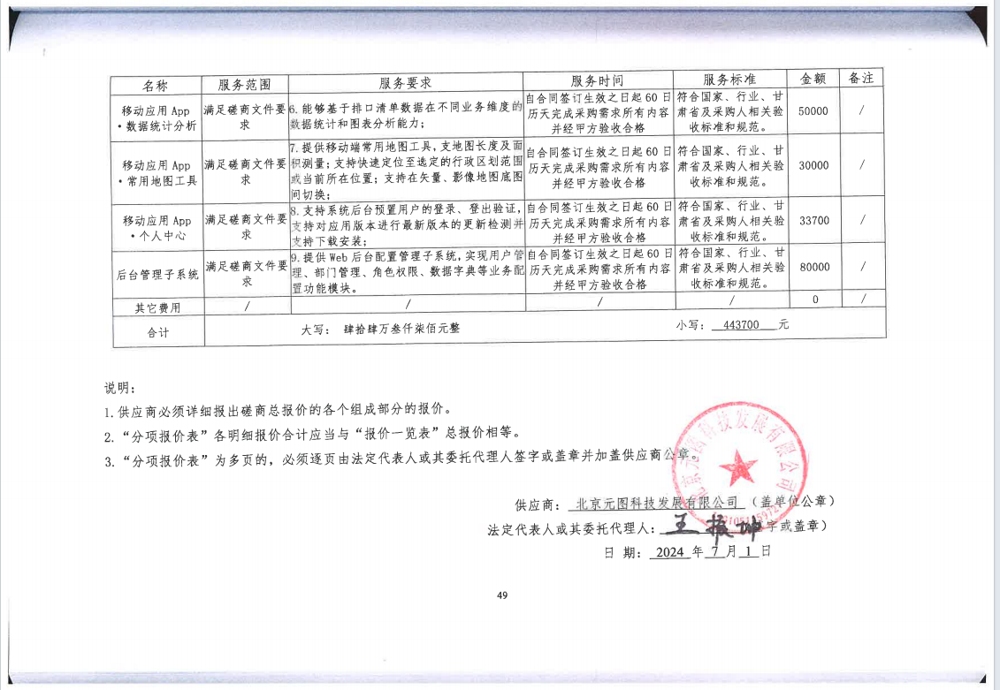 名称 服务范围 服务要求 服务时间 服务标准 金额 备注
移动应用 App
·数据统计分析
满足磋商文件要
求
6.能够基于排口清单数据在不同业务维度的
数据统计和图表分析能力；
自合同签订生效之日起 60 日
历天完成采购需求所有内容
并经甲方验收合格
符合国家、行业、甘
肃省及采购人相关验
收标准和规范。
50000
/
移动应用 App
·常用地图工具
满足磋商文件要
求
7.提供移动端常用地图工具，支地图长度及面
积测量；支持快速定位至选定的行政区划范围
或当前所在位置；支持在矢量、影像地图底图
间切换；
自合同签订生效之日起 60 日
历天完成采购需求所有内容
并经甲方验收合格
符合国家、行业、甘
肃省及采购人相关验
收标准和规范。
30000
/
移动应用 App
·个人中心
满足磋商文件要
求
8.支持系统后台预置用户的登录、登出验证，
支持对应用版本进行最新版本的更新检测并
支持下载安装；
自合同签订生效之日起 60 日
历天完成采购需求所有内容
并经甲方验收合格
符合国家、行业、甘
肃省及采购人相关验
收标准和规范。
33700
/
后台管理子系统
满足磋商文件要
求
9.提供 Web 后台配置管理子系统，实现用户管
理、部门管理、角色权限、数据字典等业务配
置功能模块。
自合同签订生效之日起 60 日
历天完成采购需求所有内容
并经甲方验收合格
符合国家、行业、甘
肃省及采购人相关验
收标准和规范。
80000
/
其它费用 / / / / 0 /
合计 大写： 肆拾肆万叁仟柒佰元整 小写： 443700 元
说明：
1.供应商必须详细报出磋商总报价的各个组成部分的报价。
2.“分项报价表”各明细报价合计应当与“报价一览表”总报价相等。
3.“分项报价表”为多页的，必须逐页由法定代表人或其委托代理人签字或盖章并加盖供应商公章。
北京元图科技发展有限公司
供应商： 北京元图科技发展有限公司 （盖单位公章）
法定代表人或其委托代理人： 王振坤 字或盖章）
日 期： 2024 年 7 月 1 日
49